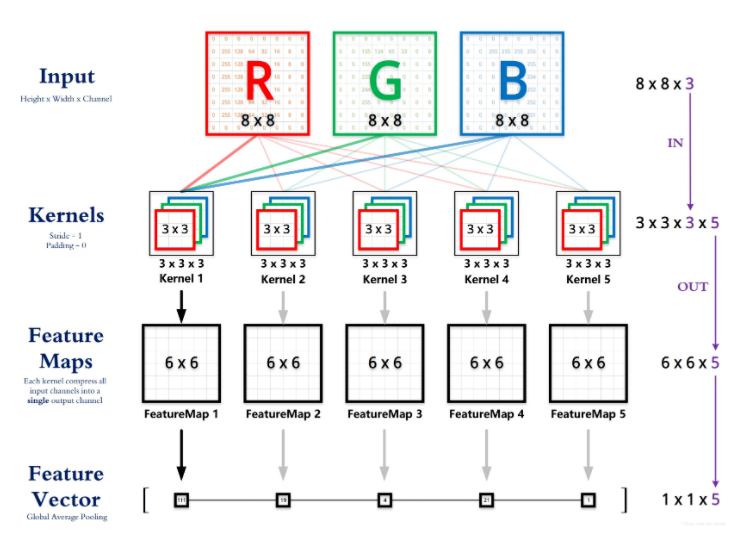 Input
Height x Width x Channel
R
G
B
8 x 8
8 x 8
8 x 8
8 x 8 x 3
IN
Kernels
Stride = 1
Padding = 0
3 x 3
3 x 3
3 x 3
3 x 3
3 x 3
3 x 3 x 3 x 5
3 x 3 x 3
3 x 3 x 3
3 x 3 x 3
3 x 3 x 3
3 x 3 x 3
Kernel 1
Kernel 2
Kernel 3
Kernel 4
Kernel 5
OUT
Feature
Maps
Each kernel compress all
input channels into a
single output channel
6 x 6
6 x 6
6 x 6
6 x 6
6 x 6
6 x 6 x 5
FeatureMap 1
FeatureMap 2
FeatureMap 3
FeatureMap 4
FeatureMap 5
Feature
Vector
Global Average Pooling
[
19
4
21
1
]
1 x 1 x 5